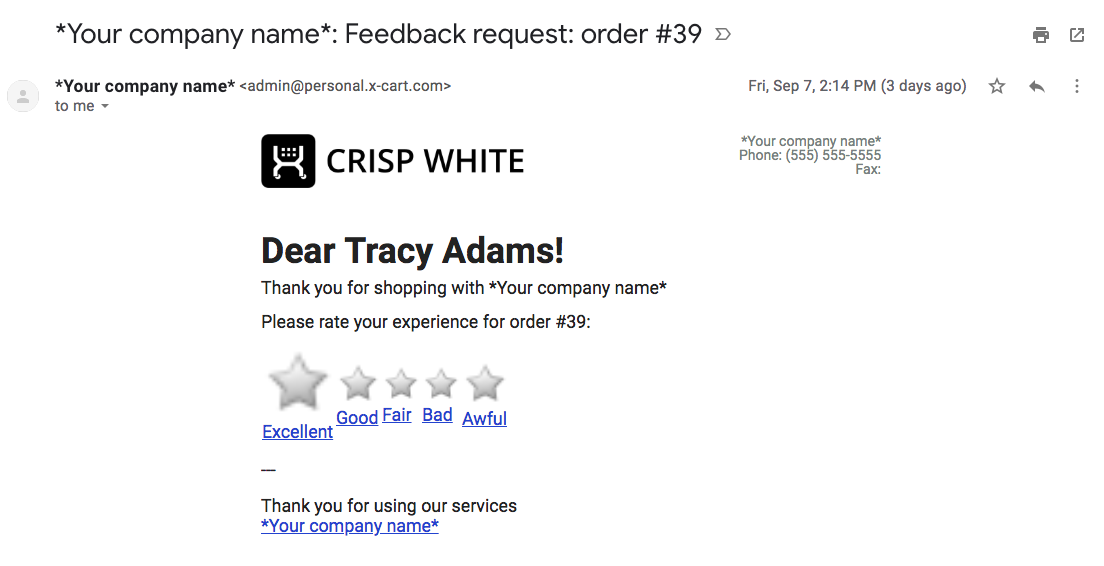 *Your company name*: Feedback request: order #39
*Your company name* <admin@personal.x-cart.com>
Fri, Sep 7, 2:14 PM (3 days ago)
to me
CRISP WHITE
*Your company name*
Phone: (555) 555-5555
Fax:
Dear Tracy Adams!
Thank you for shopping with *Your company name*
Please rate your experience for order #39:
Excellent Good Fair Bad Awful
---
Thank you for using our services
*Your company name*